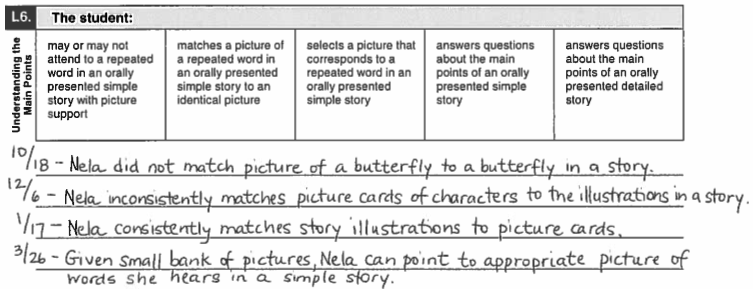 L6. The student:
Understanding the
Main Points
may or may not
attend to a repeated
word in an orally
presented simple
story with picture
support
matches a picture of
a repeated word in
an orally presented
simple story to an
identical picture
selects a picture that
corresponds to a
repeated word in an
orally presented
simple story
answers questions
about the main
points of an orally
presented simple
story
answers questions
about the main
points of an orally
presented detailed
story
10/18 - Nela did not match picture of a butterfly to a butterfly in a story.
12/6 - Nela inconsistently matches picture cards of characters to the illustrations in a story.
1/17 - Nela consistently matches story illustrations to picture cards.
3/26 - Given small bank of pictures, Nela can point to appropriate picture of
words she hears in a simple story.